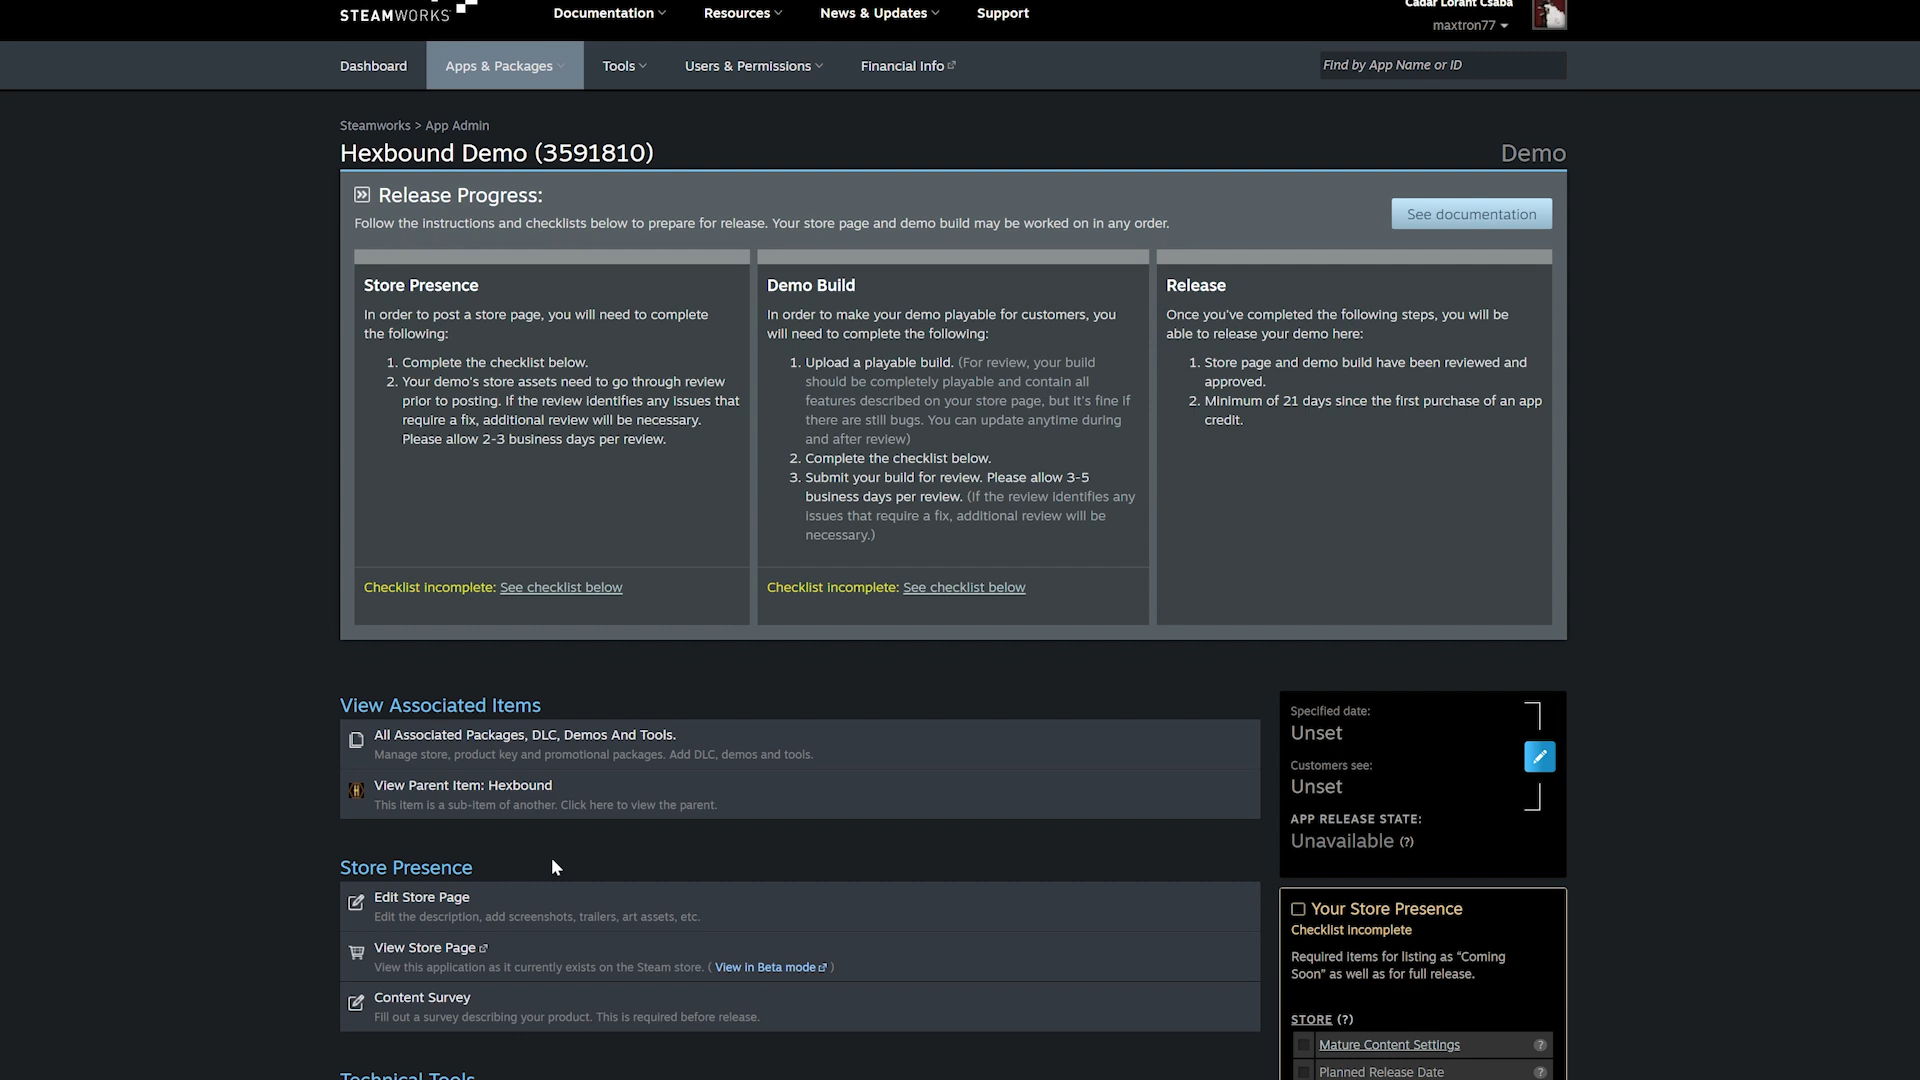 STEAMWORKS
Documentation
Resources
News & Updates
Support
Cadar Lorant Csaba
maxtron77
Dashboard
Apps & Packages
Tools
Users & Permissions
Financial Info
Find by App Name or ID
Steamworks > App Admin
Hexbound Demo (3591810)
Demo
Release Progress:
Follow the instructions and checklists below to prepare for release. Your store page and demo build may be worked on in any order.
See documentation
Store Presence
In order to post a store page, you will need to complete
the following:
1. Complete the checklist below.
2. Your demo's store assets need to go through review
prior to posting. If the review identifies any issues that
require a fix, additional review will be necessary.
Please allow 2-3 business days per review.
Checklist incomplete: See checklist below
Demo Build
In order to make your demo playable for customers, you
will need to complete the following:
1. Upload a playable build. (For review, your build
should be completely playable and contain all
features described on your store page, but it's fine if
there are still bugs. You can update anytime during
and after review)
2. Complete the checklist below.
3. Submit your build for review. Please allow 3-5
business days per review. (If the review identifies any
issues that require a fix, additional review will be
necessary.)
Checklist incomplete: See checklist below
Release
Once you've completed the following steps, you will be
able to release your demo here:
1. Store page and demo build have been reviewed and
approved.
2. Minimum of 21 days since the first purchase of an app
credit.
View Associated Items
All Associated Packages, DLC, Demos And Tools.
Manage store, product key and promotional packages. Add DLC, demos and tools.
View Parent Item: Hexbound
This item is a sub-item of another. Click here to view the parent.
Store Presence
Edit Store Page
Edit the description, add screenshots, trailers, art assets, etc.
View Store Page
View this application as it currently exists on the Steam store. ( View in Beta mode )
Content Survey
Fill out a survey describing your product. This is required before release.
Technical Tools
Specified date:
Unset
Customers see:
Unset
APP RELEASE STATE:
Unavailable (?)
Your Store Presence
Checklist incomplete
Required items for listing as "Coming
Soon" as well as for full release.
STORE (?)
Mature Content Settings ?
Planned Release Date ?